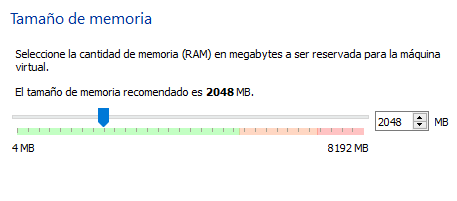 Tamaño de memoria
Seleccione la cantidad de memoria (RAM) en megabytes a ser reservada para la máquina
virtual.
El tamaño de memoria recomendado es 2048 MB.
2048 MB
4 MB 8192 MB